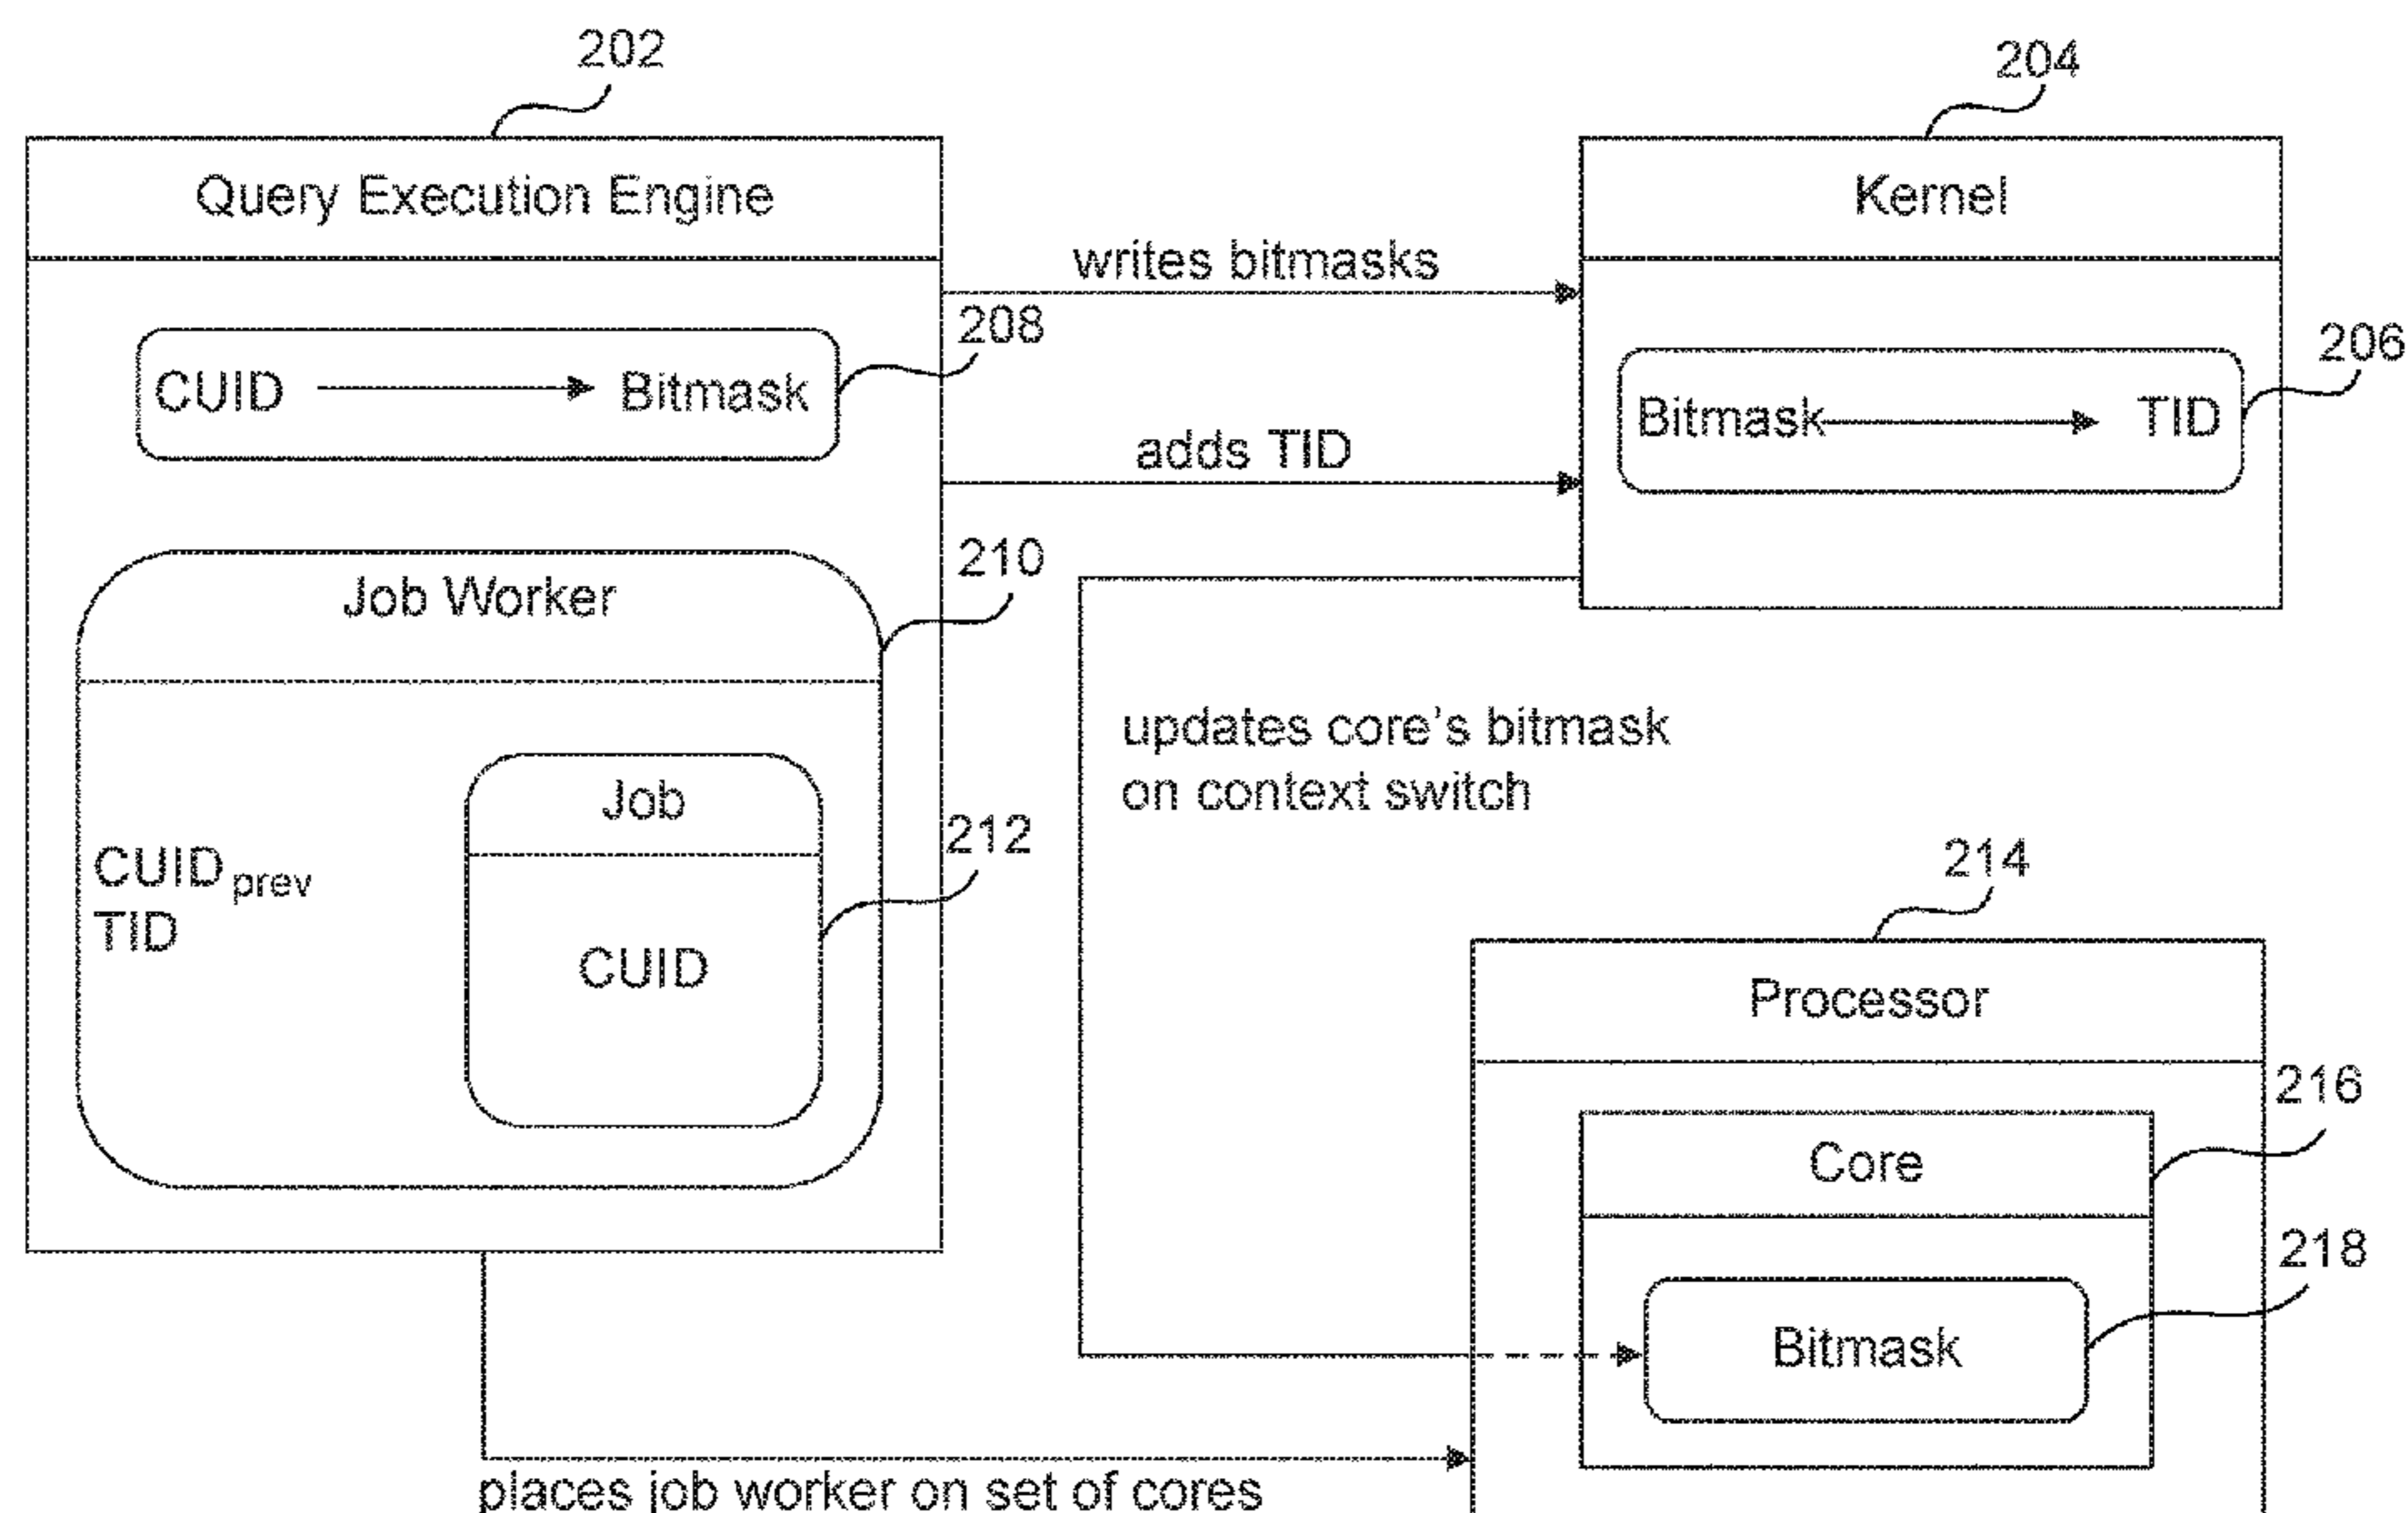 202
204
Query Execution Engine
Kernel
writes bitmasks
208
206
CUID Bitmask
Bitmask TID
adds TID
210
Job Worker
updates core's bitmask
on context switch
Job
212
CUIDprev
TID
CUID
214
Processor
216
Core
218
Bitmask
places job worker on set of cores